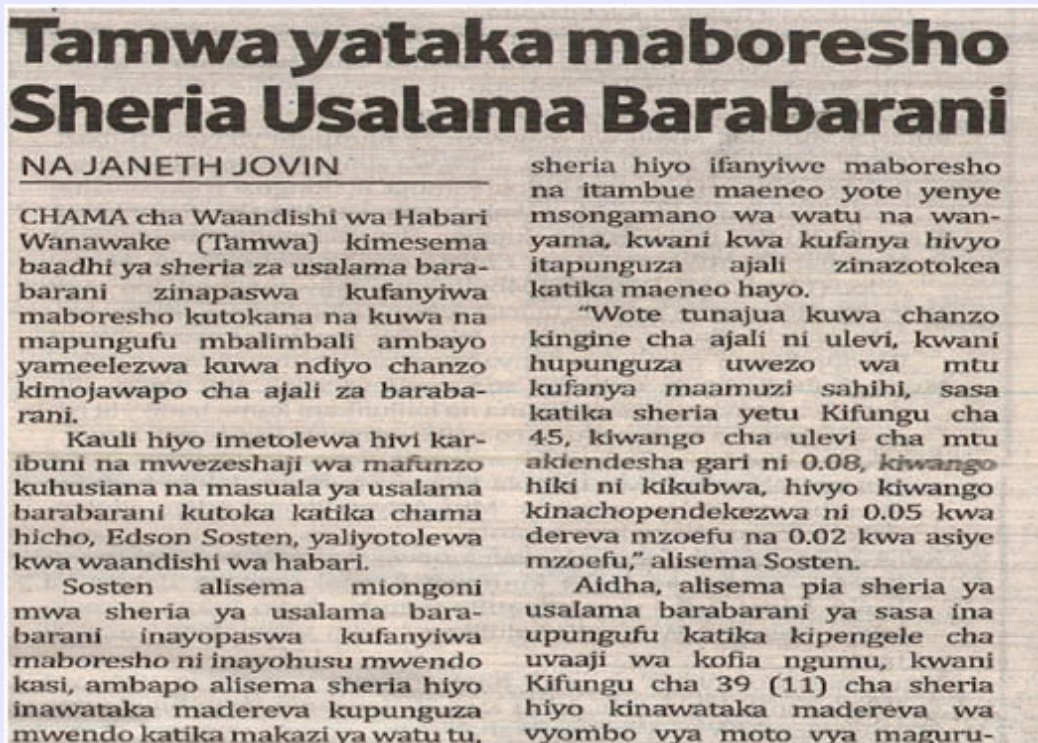 Tamwa yataka maboresho
Sheria Usalama Barabarani
NA JANETH JOVIN
CHAMA cha Waandishi wa Habari
Wanawake (Tamwa) kimesema
baadhi ya sheria za usalama bara-
barani zinapaswa kufanyiwa
maboresho kutokana na kuwa na
mapungufu mbalimbali ambayo
yameelezwa kuwa ndiyo chanzo
kimojawapo cha ajali za baraba-
rani.
Kauli hiyo imetolewa hivi kar-
ibuni na mwezeshaji wa mafunzo
kuhusiana na masuala ya usalama
barabarani kutoka katika chama
hicho, Edson Sosten, yaliyotolewa
kwa waandishi wa habari.
Sosten alisema miongoni
mwa sheria ya usalama bara-
barani inayopaswa kufanyiwa
maboresho ni inayohusu mwendo
kasi, ambapo alisema sheria hiyo
inawataka madereva kupunguza
mwendo katika makazi ya watu tu,
sheria hiyo ifanyiwe maboresho
na itambue maeneo yote yenye
msongamano wa watu na wan-
yama, kwani kwa kufanya hivyo
itapunguza ajali zinazotokea
katika maeneo hayo.
"Wote tunajua kuwa chanzo
kingine cha ajali ni ulevi, kwani
hupunguza uwezo wa mtu
kufanya maamuzi sahihi, sasa
katika sheria yetu Kifungu cha
45, kiwango cha ulevi cha mtu
akiendesha gari ni 0.08, kiwango
hiki ni kikubwa, hivyo kiwango
kinachopendekezwa ni 0.05 kwa
dereva mzoefu na 0.02 kwa asiye
mzoefu," alisema Sosten.
Aidha, alisema pia sheria ya
usalama barabarani ya sasa ina
upungufu katika kipengele cha
uvaaji wa kofia ngumu, kwani
Kifungu cha 39 (11) cha sheria
hiyo kinawataka madereva wa
vyombo vya moto vya maguru-